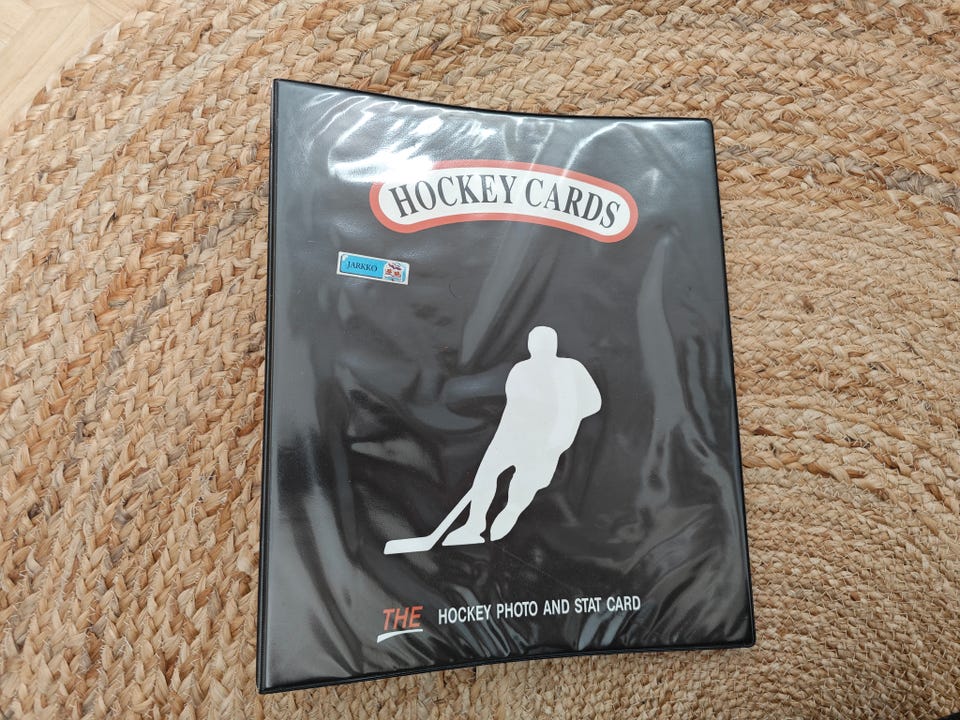 HOCKEY CARDS
JARKKO
THE HOCKEY PHOTO AND STAT CARD